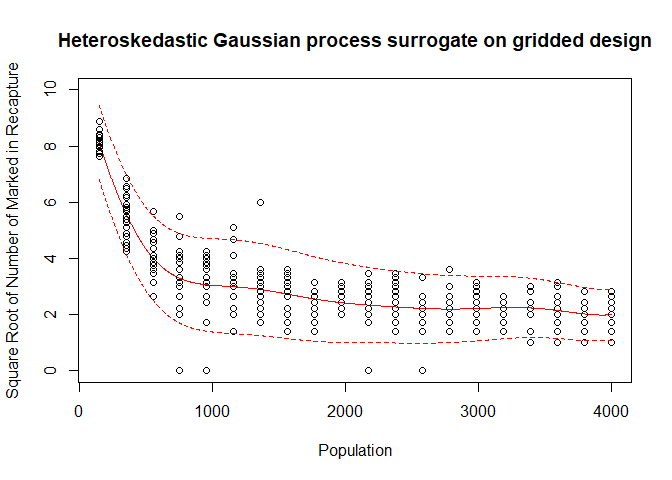 Heteroskedastic Gaussian process surrogate on gridded design
Square Root of Number of Marked in Recapture
10
8
6
4
2
0
0 1000 2000 3000 4000
Population